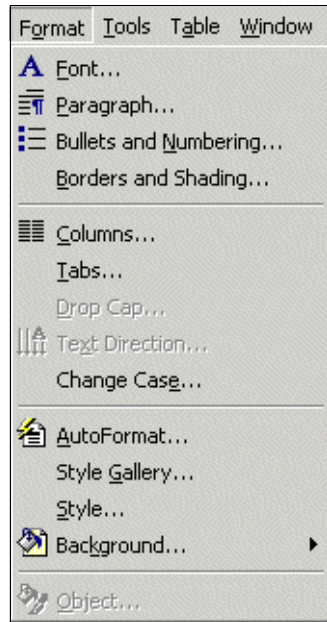 Format Tools Table Window
Font...
Paragraph...
Bullets and Numbering...
Borders and Shading...
Columns...
Tabs...
Drop Cap...
Text Direction...
Change Case...
AutoFormat...
Style Gallery...
Style...
Background...
Object...